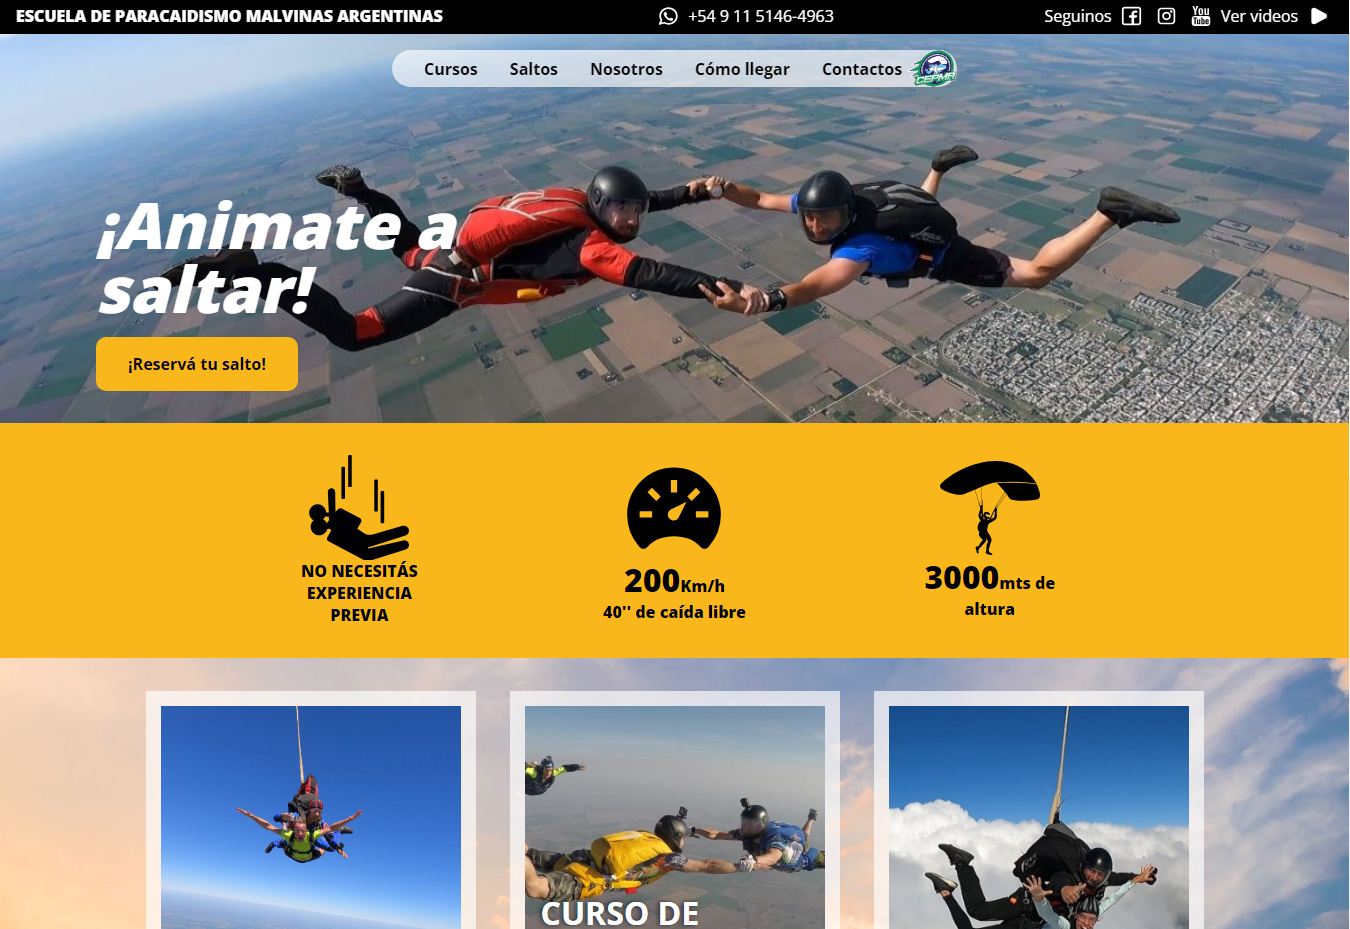 ESCUELA DE PARACAIDISMO MALVINAS ARGENTINAS
+54 9 11 5146-4963
Seguinos
You
Tube
Ver videos
Cursos
Saltos
Nosotros
Cómo llegar
Contactos
CEPMA
¡Animate a
saltar!
¡Reservá tu salto!
NO NECESITÁS
EXPERIENCIA
PREVIA
200Km/h
40'' de caída libre
3000mts de
altura
CURSO DE